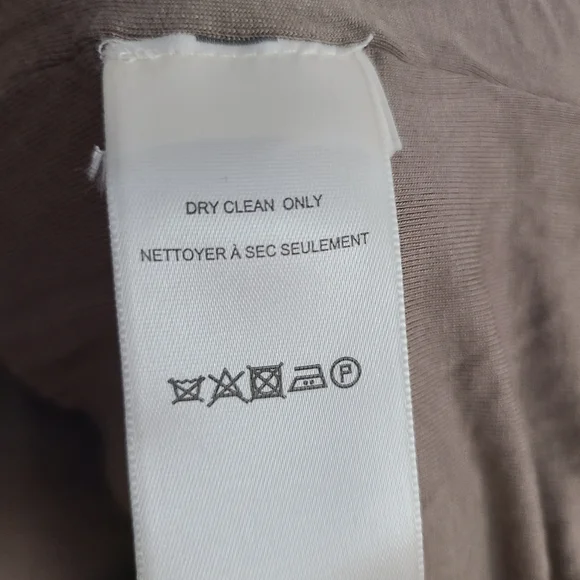 DRY CLEAN ONLY
NETTOYER À SEC SEULEMENT
P